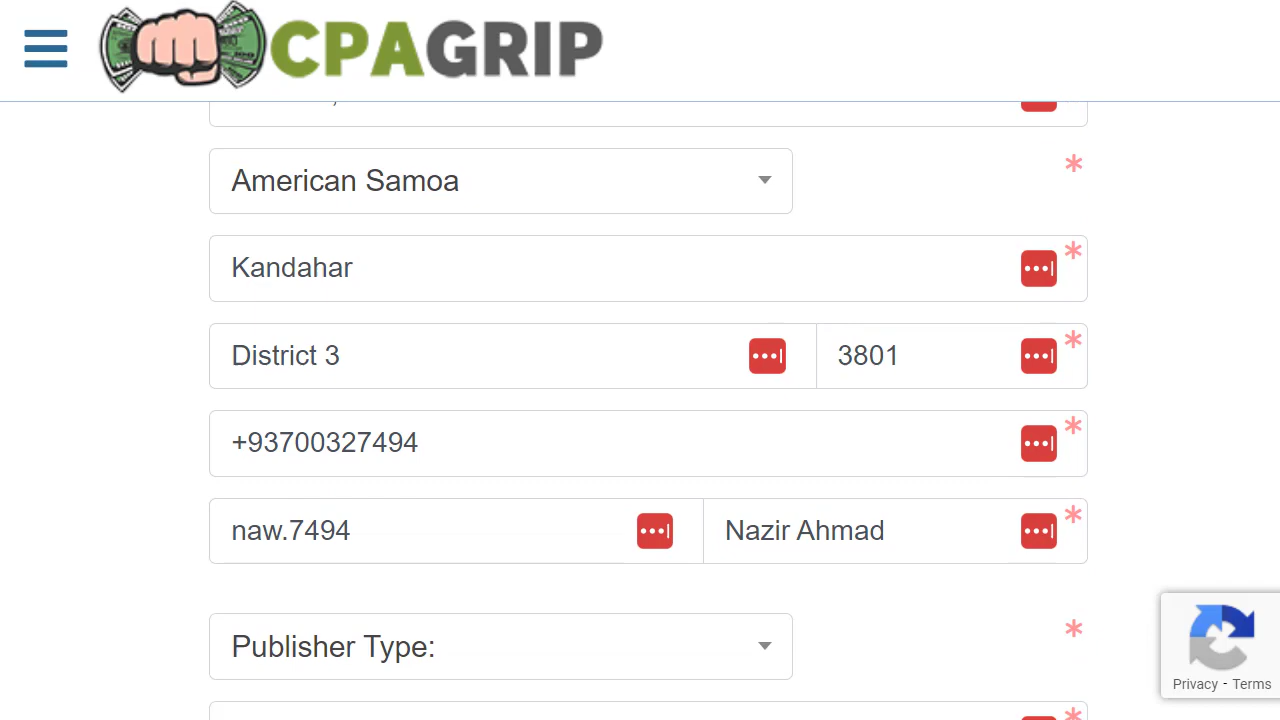 CPAGRIP
American Samoa
*
Kandahar
*
District 3 3801
*
+93700327494
*
naw.7494 Nazir Ahmad
*
Publisher Type:
*
Privacy - Terms
*